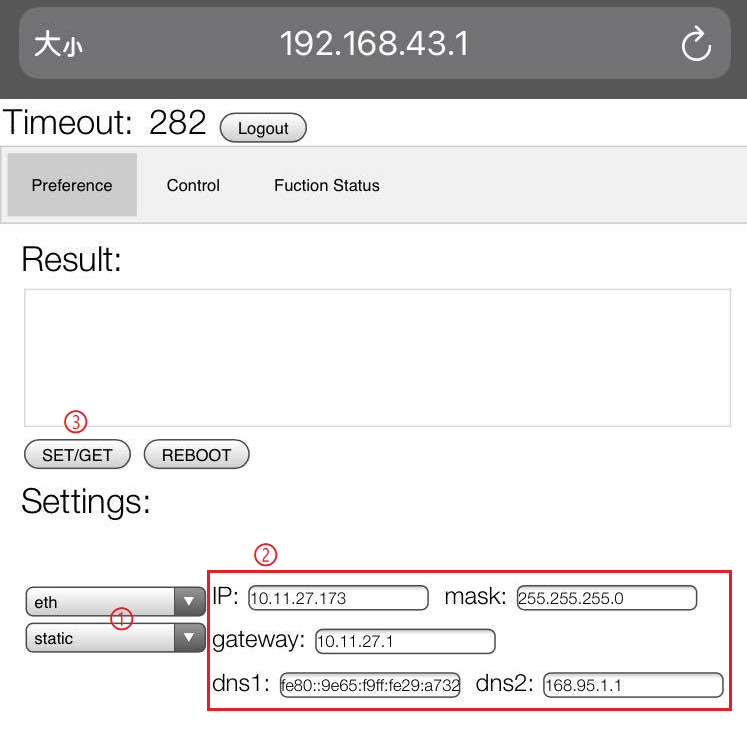 大小 192.168.43.1
Timeout: 282 Logout
Preference Control Fuction Status
Result:
③
SET/GET REBOOT
Settings:
②
eth IP: 10.11.27.173 mask: 255.255.255.0
①
static gateway: 10.11.27.1
dns1: fe80::9e65:f9ff:fe29:a732 dns2: 168.95.1.1